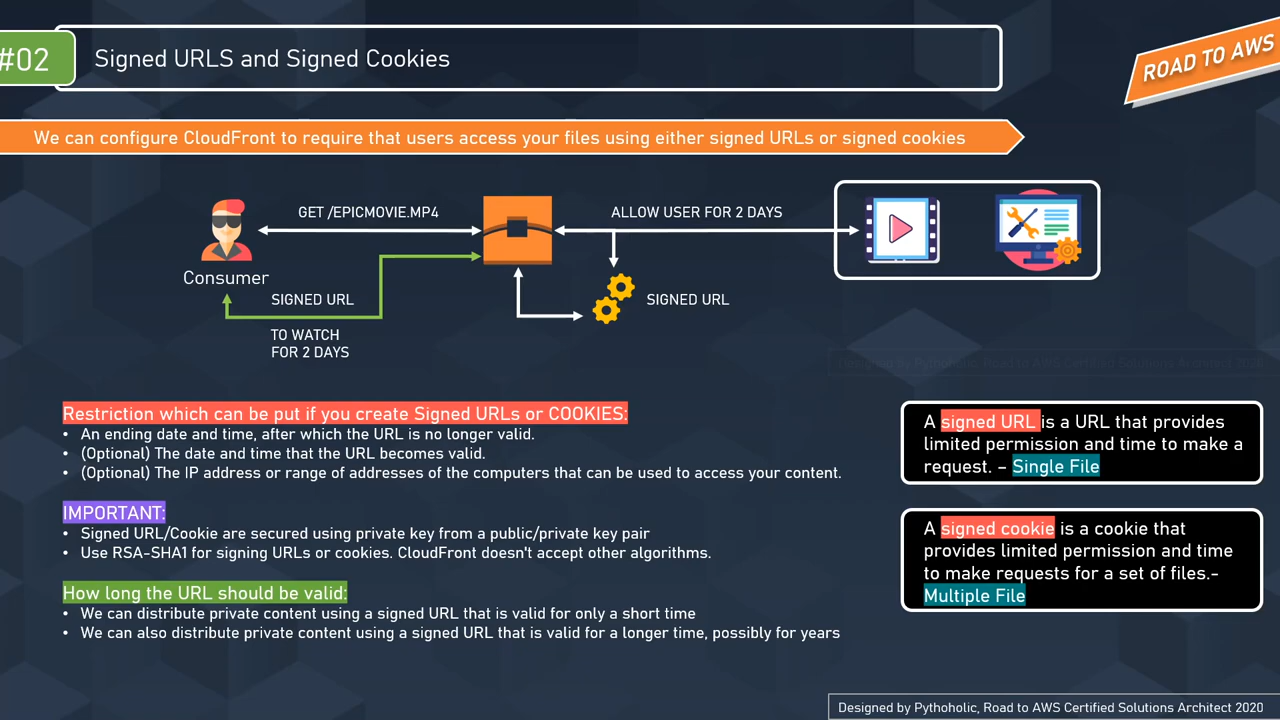 #02
Signed URLS and Signed Cookies
ROAD TO AWS
We can configure CloudFront to require that users access your files using either signed URLs or signed cookies
GET /EPICMOVIE.MP4
ALLOW USER FOR 2 DAYS
Consumer
SIGNED URL
SIGNED URL
TO WATCH
FOR 2 DAYS
Designed by Pythoholic, Road to AWS Certified Solutions Architect 2020
Restriction which can be put if you create Signed URLs or COOKIES:
• An ending date and time, after which the URL is no longer valid.
• (Optional) The date and time that the URL becomes valid.
• (Optional) The IP address or range of addresses of the computers that can be used to access your content.
IMPORTANT:
• Signed URL/Cookie are secured using private key from a public/private key pair
• Use RSA-SHA1 for signing URLs or cookies. CloudFront doesn't accept other algorithms.
How long the URL should be valid:
• We can distribute private content using a signed URL that is valid for only a short time
• We can also distribute private content using a signed URL that is valid for a longer time, possibly for years
A signed URL is a URL that provides
limited permission and time to make a
request. – Single File
A signed cookie is a cookie that
provides limited permission and time
to make requests for a set of files.-
Multiple File
Designed by Pythoholic, Road to AWS Certified Solutions Architect 2020